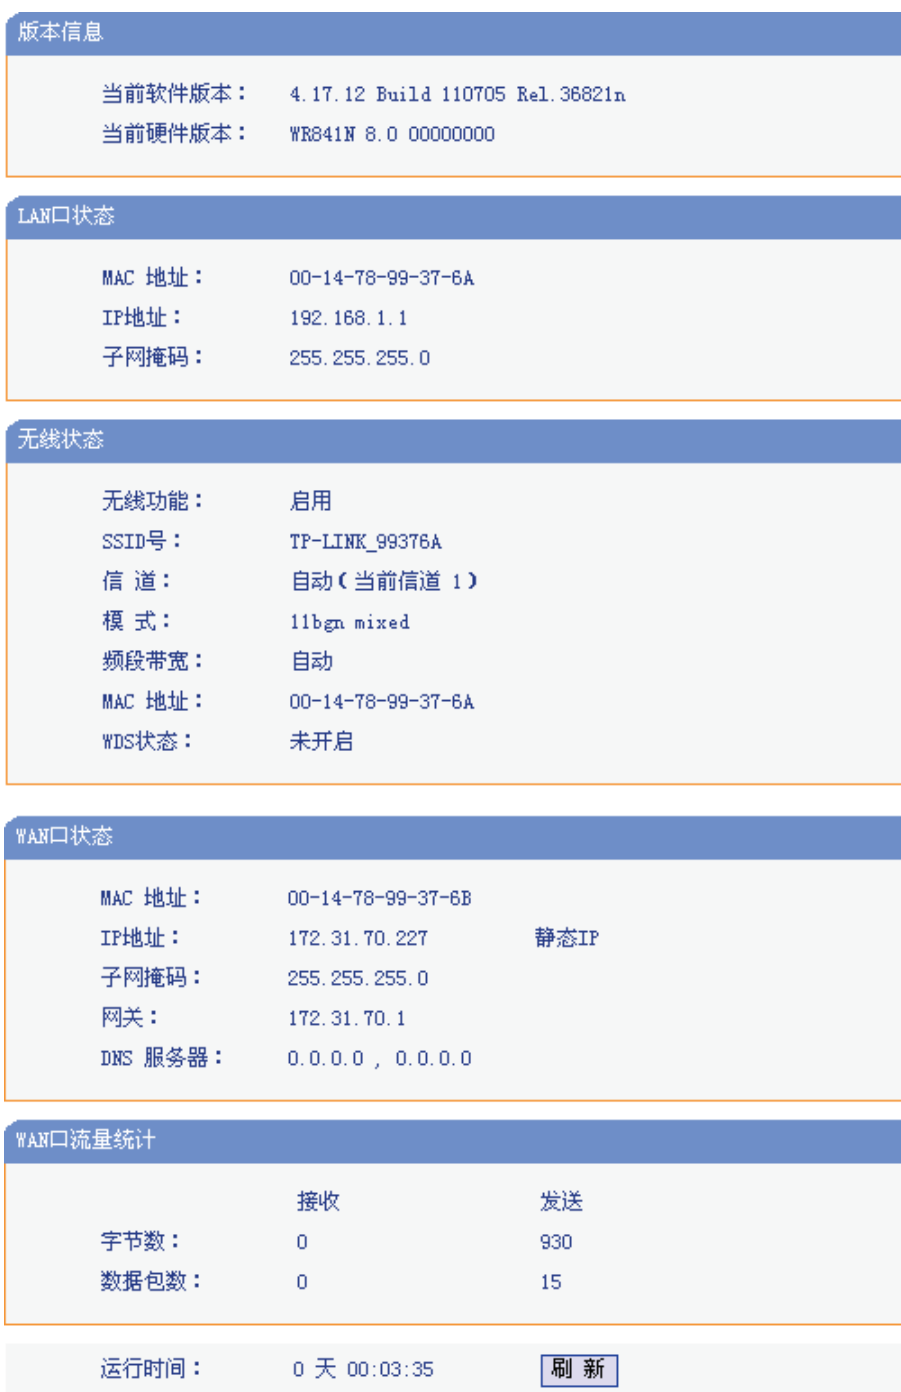 版本信息
当前软件版本： 4.17.12 Build 110705 Rel.36821n
当前硬件版本： WR841N 8.0 00000000
LAN口状态
MAC 地址： 00-14-78-99-37-6A
IP地址： 192.168.1.1
子网掩码： 255.255.255.0
无线状态
无线功能： 启用
SSID号： TP-LINK_99376A
信 道： 自动(当前信道 1)
模 式： 11bgn mixed
频段带宽： 自动
MAC 地址： 00-14-78-99-37-6A
WDS状态： 未开启
WAN口状态
MAC 地址： 00-14-78-99-37-6B
IP地址： 172.31.70.227 静态IP
子网掩码： 255.255.255.0
网关： 172.31.70.1
DNS 服务器： 0.0.0.0 , 0.0.0.0
WAN口流量统计
接收 发送
字节数： 0 930
数据包数： 0 15
运行时间： 0 天 00:03:35 刷 新